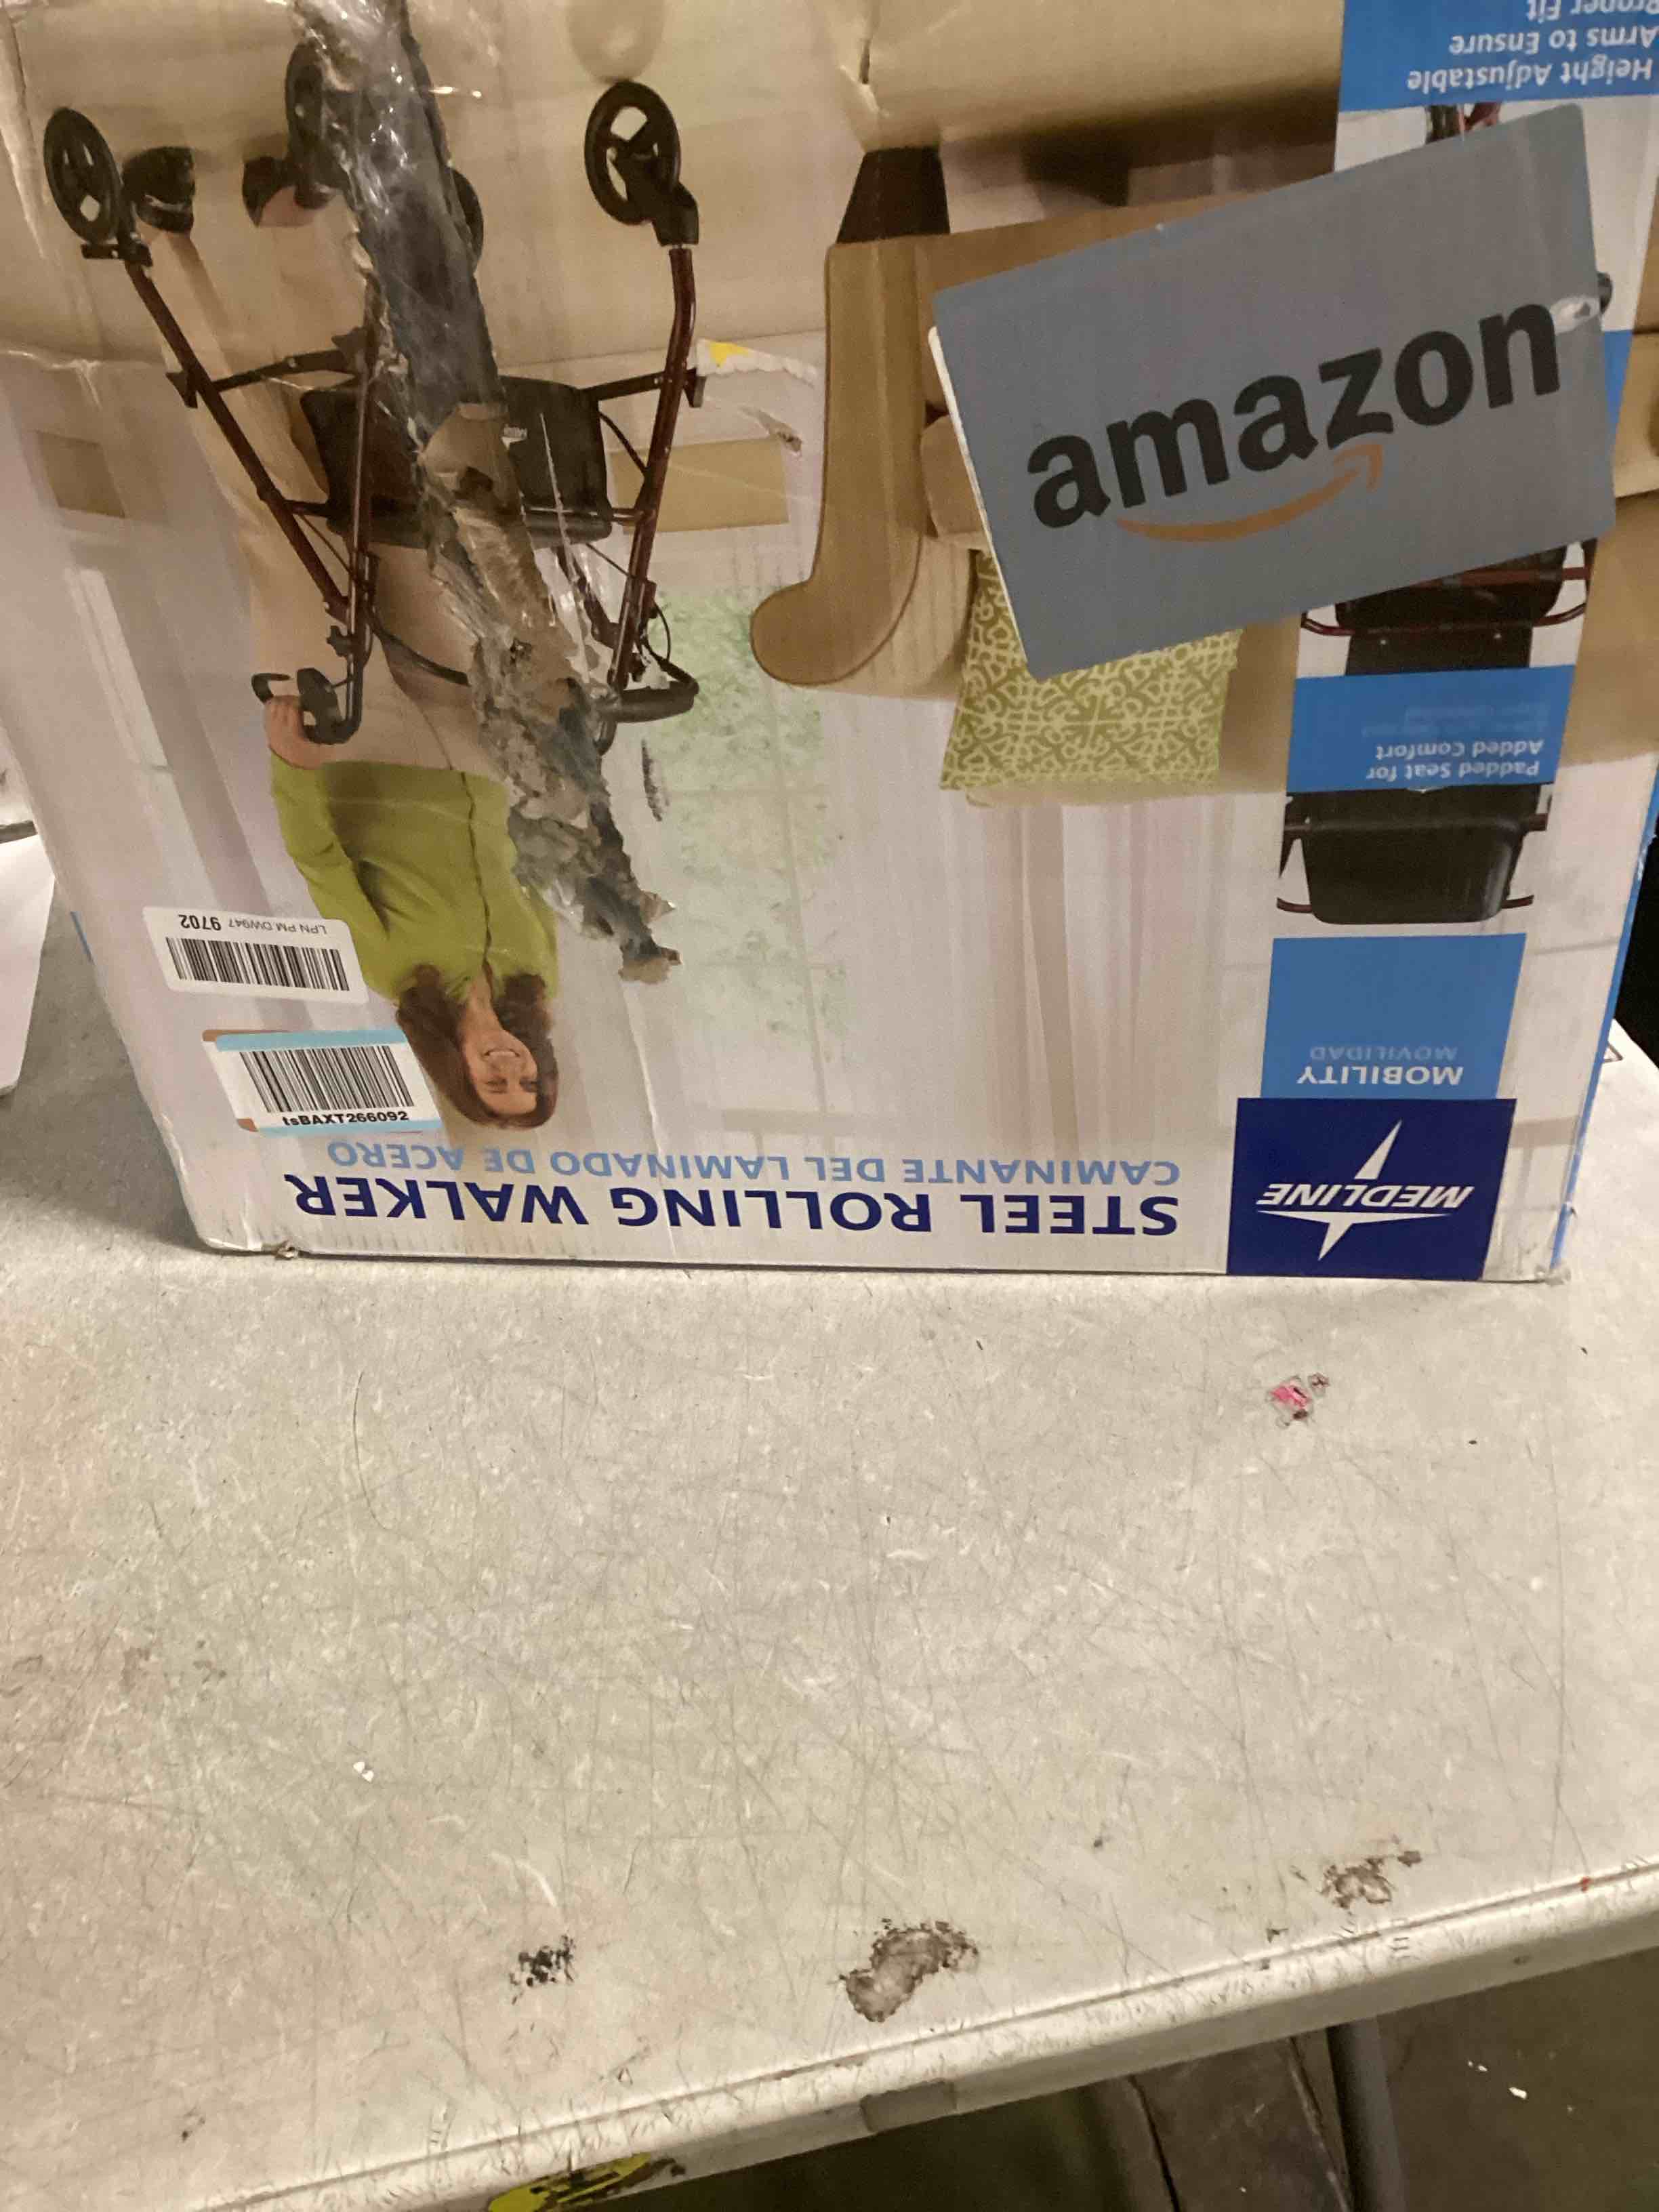 MEDLINE
STEEL ROLLING WALKER
CAMINANTE DEL LAMINADO DE ACERO
MOBILITY
MOVILIDAD
tsBAXT266092
LPN PM DW947 9702
Padded Seat for
Added Comfort
amazon
Height Adjustable
Arms to Ensure
Proper Fit